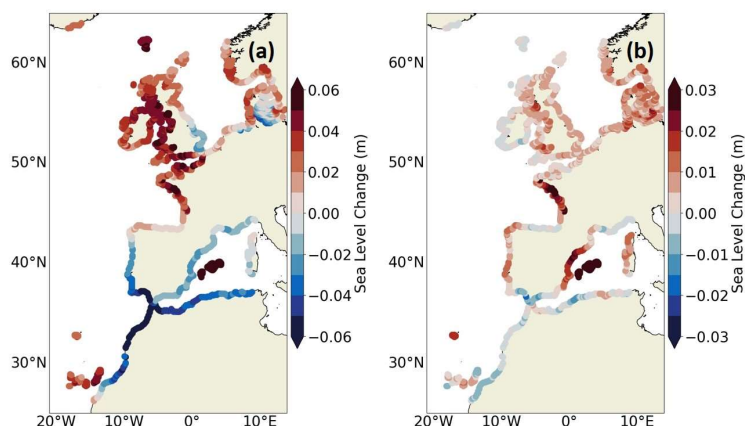 (a)
60°N
50°N
40°N
30°N
20°W
10°W
0°
10°E
0.06
0.04
0.02
0.00
−0.02
−0.04
−0.06
Sea Level Change (m)
(b)
60°N
50°N
40°N
30°N
20°W
10°W
0°
10°E
0.03
0.02
0.01
0.00
−0.01
−0.02
−0.03
Sea Level Change (m)